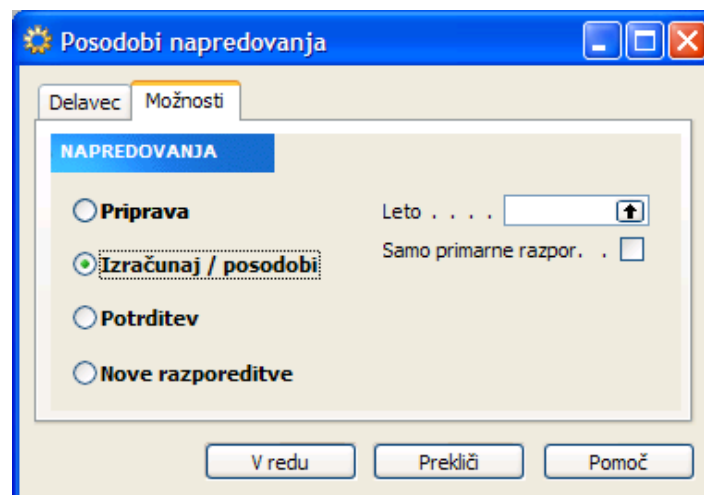 Posodobi napredovanja
Delavec Možnosti
NAPREDOVANJA
Priprava Leto . . . .
Izračunaj / posodobi Samo primarne razpor. . .
Potrditev
Nove razporeditve
V redu Prekliči Pomoč